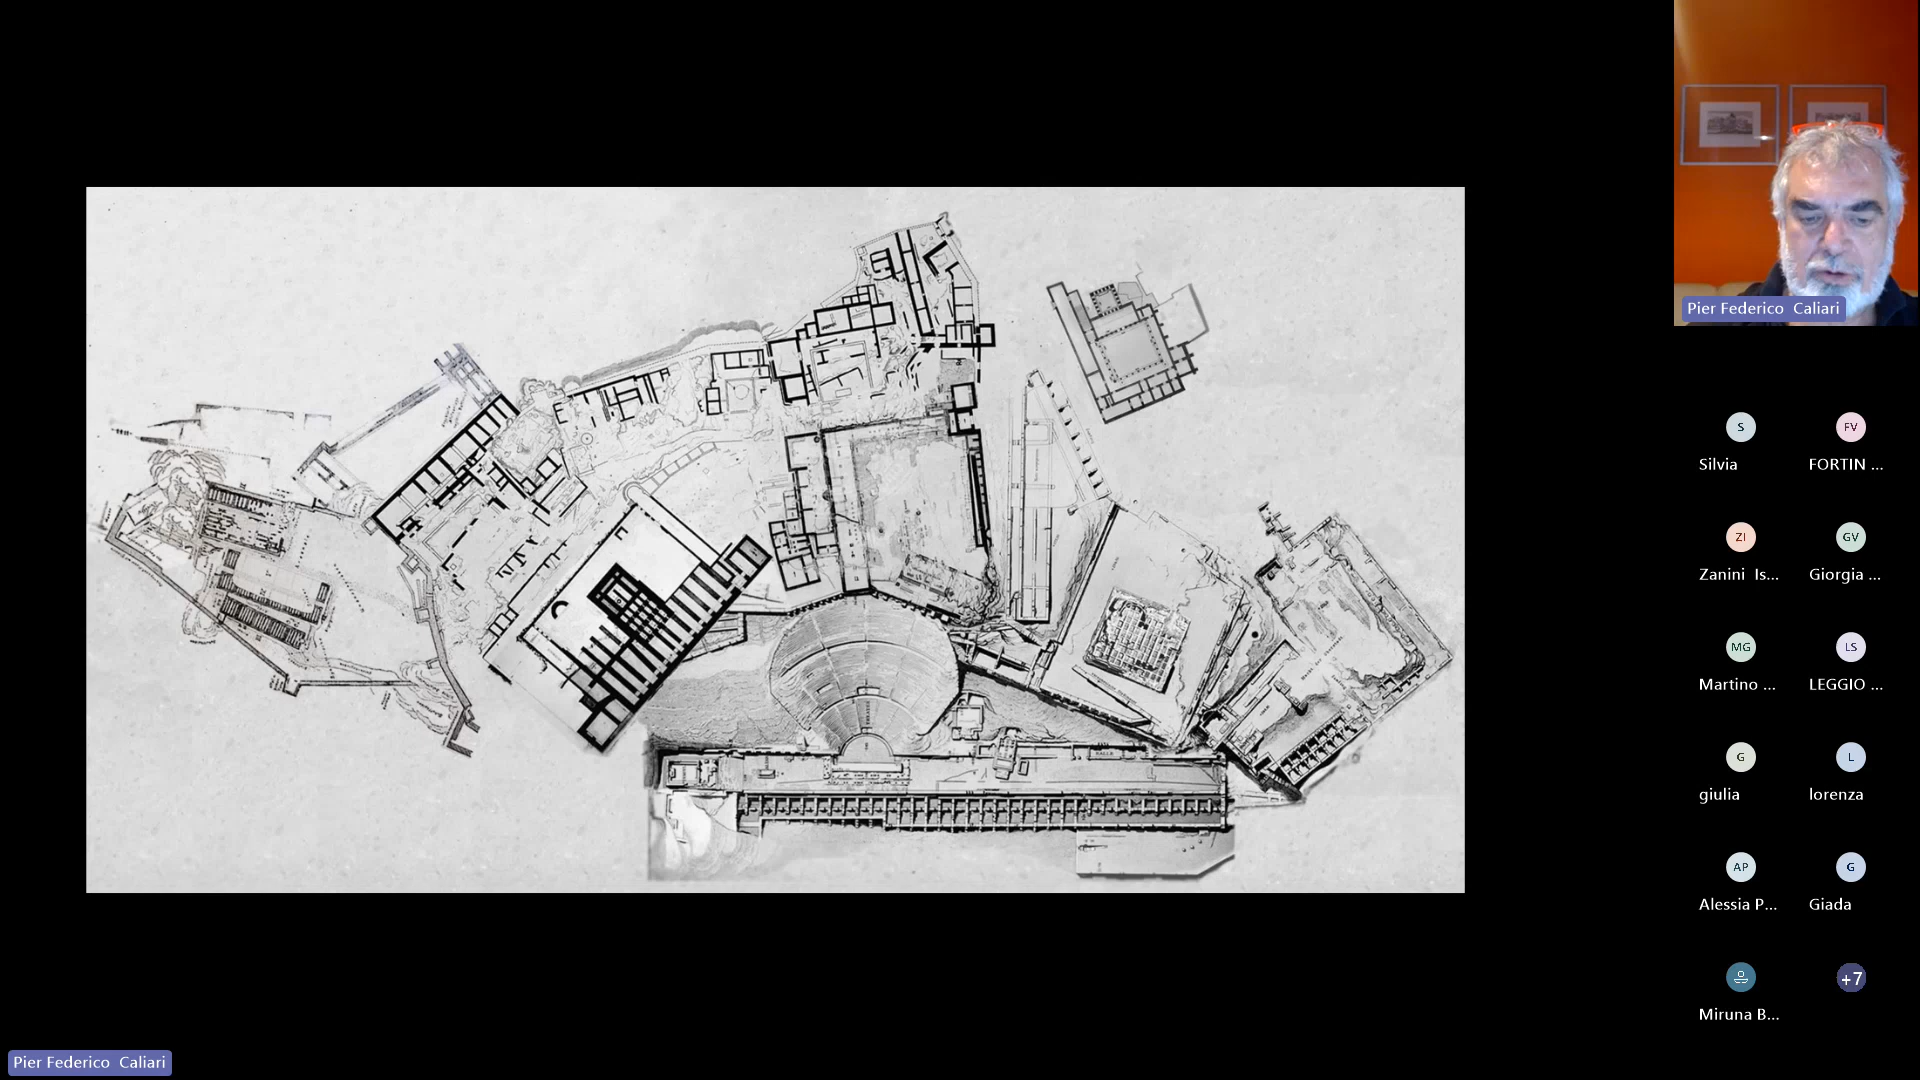 Pier Federico Caliari
S
FV
Silvia
FORTIN ...
ZI
GV
Zanini Is...
Giorgia ...
MG
LS
Martino ...
LEGGIO ...
G
L
giulia
lorenza
AP
G
Alessia P...
Giada
+7
Miruna B...
Pier Federico Caliari